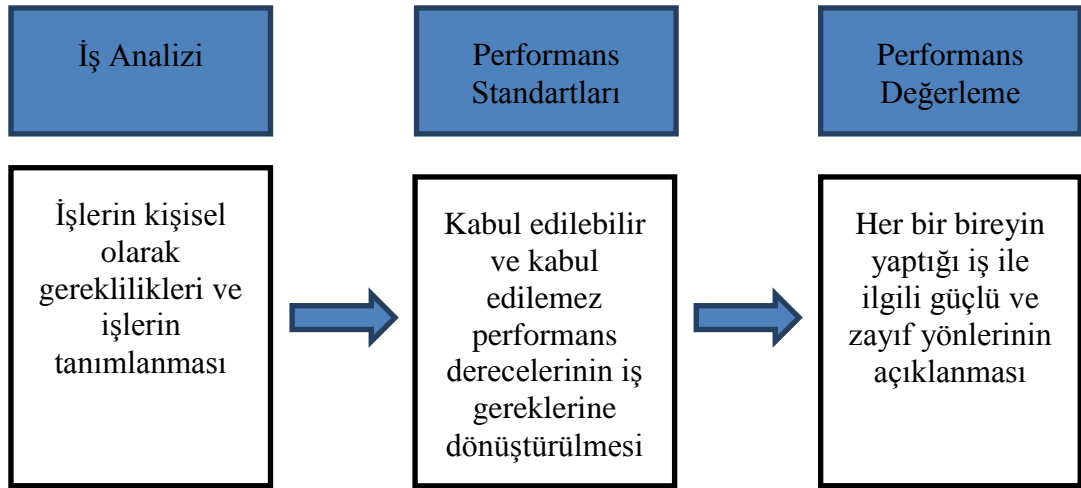 İş Analizi
Performans
Standartları
Performans
Değerleme
İşlerin kişisel
olarak
gereklilikleri ve
işlerin
tanımlanması
Kabul edilebilir
ve kabul
edilemez
performans
derecelerinin iş
gereklerine
dönüştürülmesi
Her bir bireyin
yaptığı iş ile
ilgili güçlü ve
zayıf yönlerinin
açıklanması